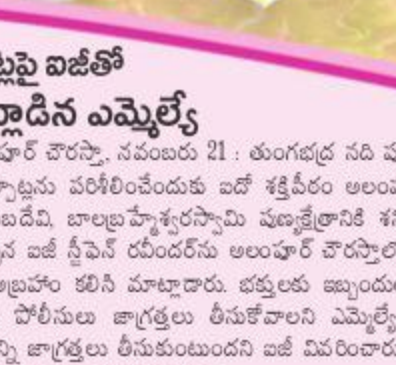 ట్లపై ఐజీతో
ట్లాడిన ఎమ్మెల్యే
పూర్ చౌరస్తా, నవంబరు 21 : తుంగభద్ర నది పు
ర్పాట్లను పరిశీలించేందుకు ఐదో శక్తిపీఠం అలంప
బదేవి, బాలబ్రహ్మేశ్వరస్వామి పుణ్యక్షేత్రానికి శని
న ఐజీ స్టీఫెన్ రవీందర్‌ను అలంపూర్ చౌరస్తాలో
అబ్రహాం కలిసి మాట్లాడారు. భక్తులకు ఇబ్బందుల
పోలీసులు జాగ్రత్తలు తీసుకోవాలని ఎమ్మెల్యే
న్ని జాగ్రత్తలు తీసుకుంటుందని ఐజీ వివరించారు